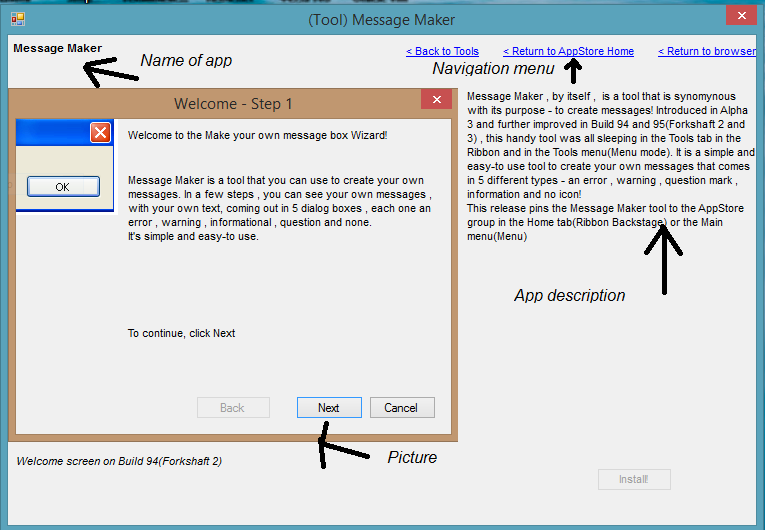 (Tool) Message Maker
Message Maker
Name of app
< Back to Tools
< Return to AppStore Home
< Return to browser
Navigation menu
Welcome - Step 1
OK
Welcome to the Make your own message box Wizard!
Message Maker is a tool that you can use to create your own
messages. In a few steps , you can see your own messages ,
with your own text, coming out in 5 dialog boxes , each one an
error , warning , informational , question and none.
It's simple and easy-to use.
To continue, click Next
Back
Next
Cancel
Picture
Welcome screen on Build 94(Forkshaft 2)
Message Maker , by itself , is a tool that is synomynous
with its purpose - to create messages! Introduced in Alpha
3 and further improved in Build 94 and 95(Forkshaft 2 and
3) , this handy tool was all sleeping in the Tools tab in the
Ribbon and in the Tools menu(Menu mode). It is a simple and
easy-to use tool to create your own messages that comes
in 5 different types - an error , warning , question mark ,
information and no icon!
This release pins the Message Maker tool to the AppStore
group in the Home tab(Ribbon Backstage) or the Main
menu(Menu)
App description
Install!